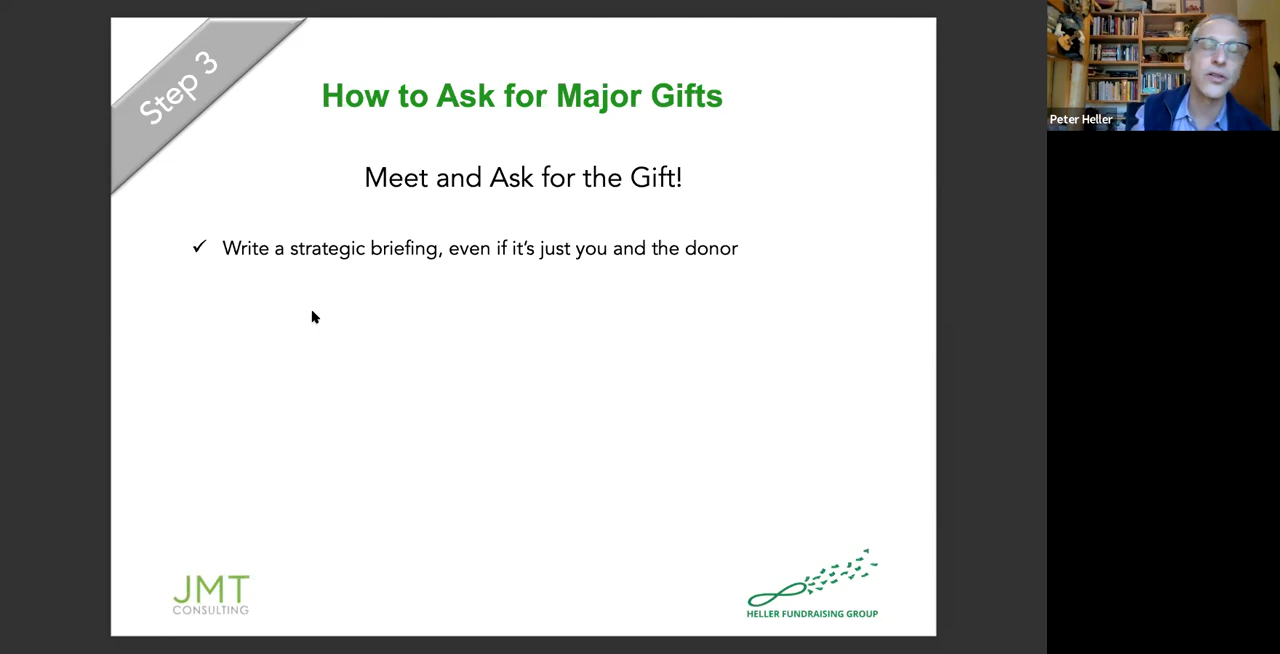 Step 3
How to Ask for Major Gifts
Meet and Ask for the Gift!
✓ Write a strategic briefing, even if it's just you and the donor
JMT
CONSULTING
HELLER FUNDRAISING GROUP
Peter Heller